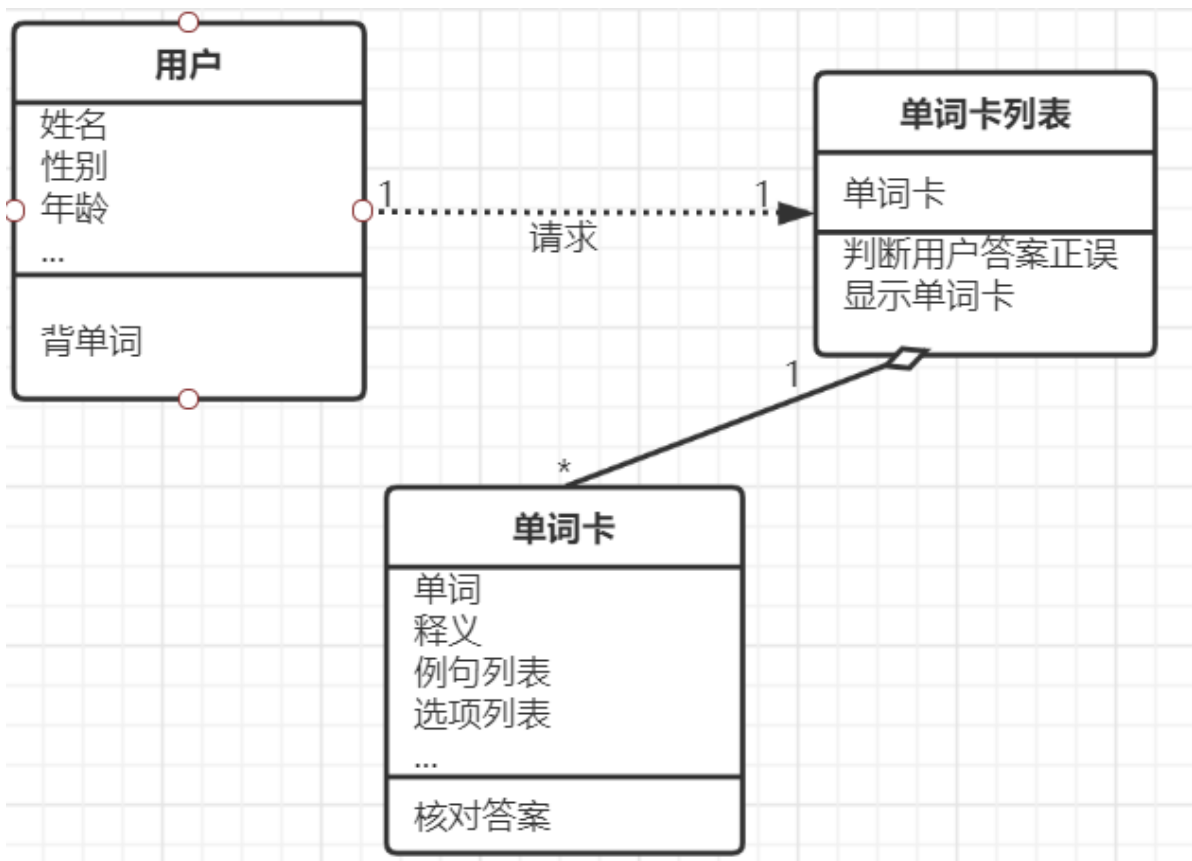 用户
姓名
性别
年龄
...
背单词
1
1
请求
单词卡列表
单词卡
判断用户答案正误
显示单词卡
1
*
单词卡
单词
释义
例句列表
选项列表
...
核对答案